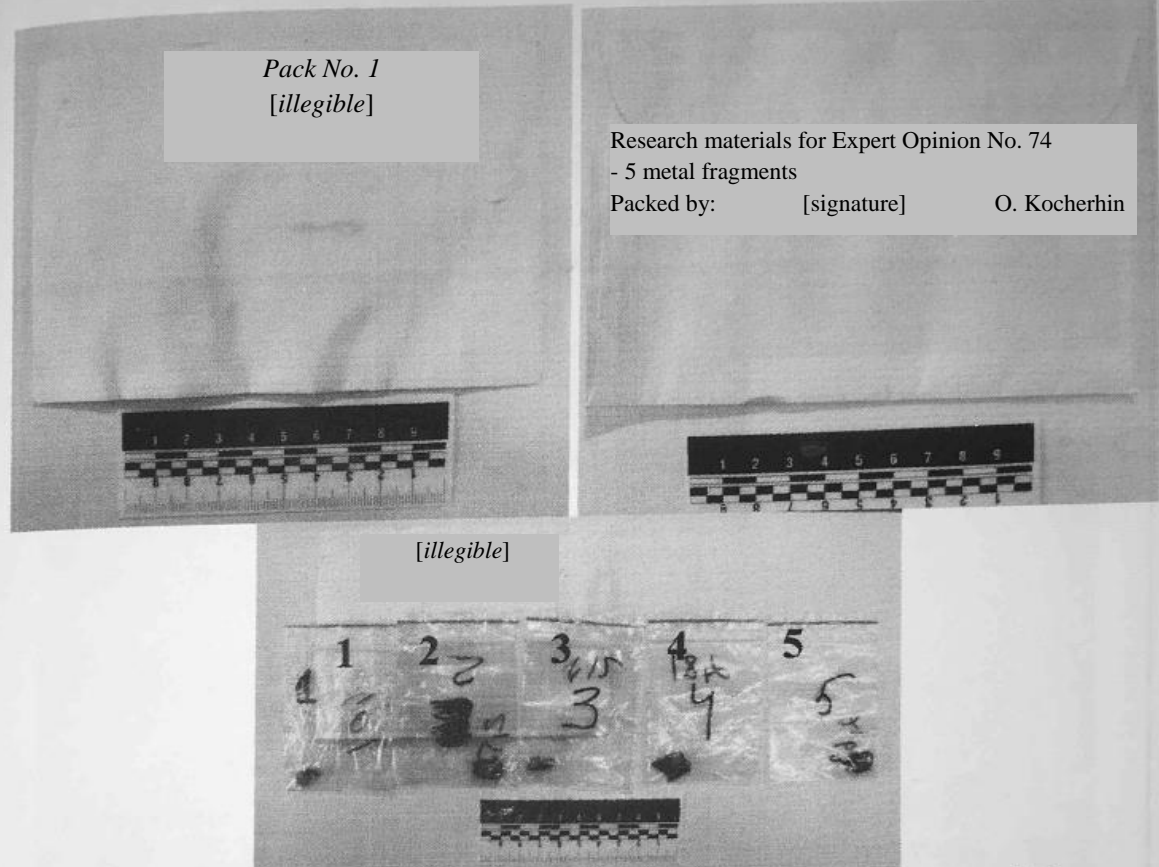 Pack No. 1
[illegible]
Research materials for Expert Opinion No. 74
- 5 metal fragments
Packed by: [signature] O. Kocherhin
1 2 3 4 5 6 7 8 9
1 2 3 4 5 6 7 8 9
[illegible]
1 2 3 4 5
1 2 3 4 5